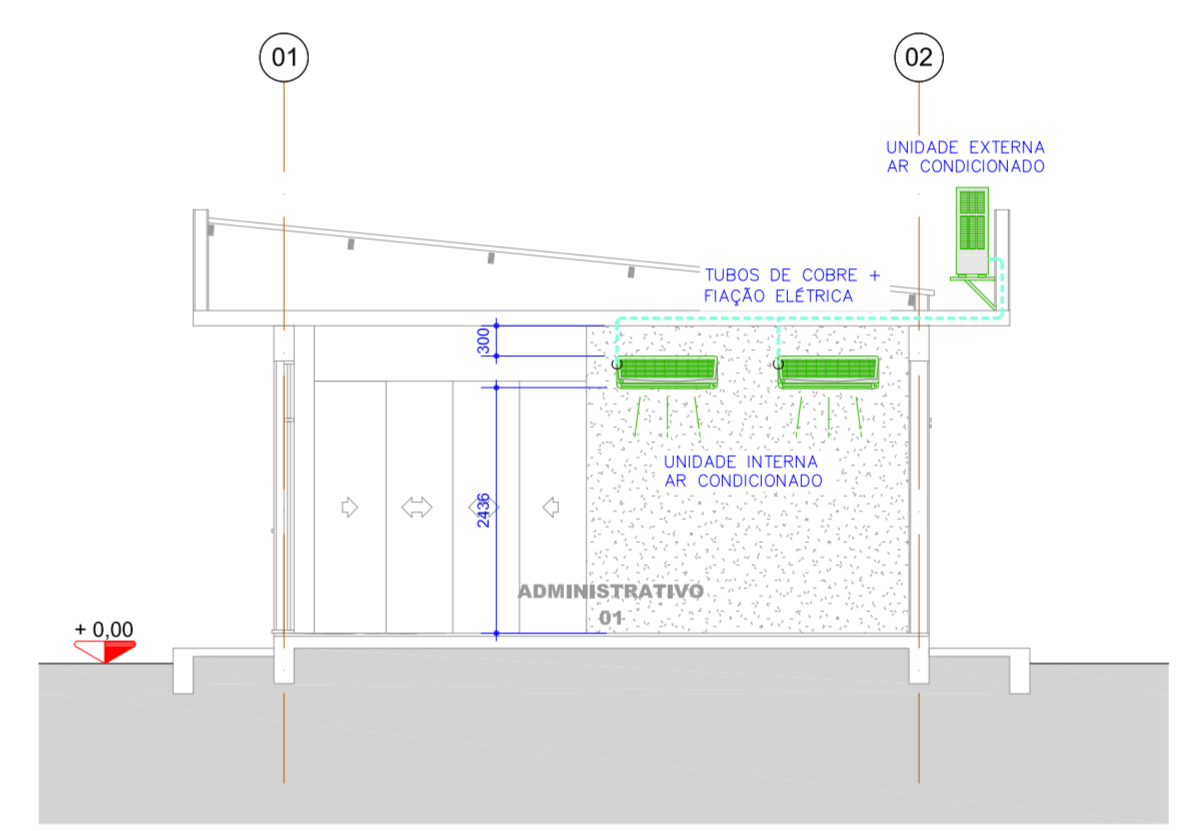 01
02
UNIDADE EXTERNA
AR CONDICIONADO
TUBOS DE COBRE +
FIAÇÃO ELÉTRICA
300
UNIDADE INTERNA
AR CONDICIONADO
2436
ADMINISTRATIVO
01
+ 0,00